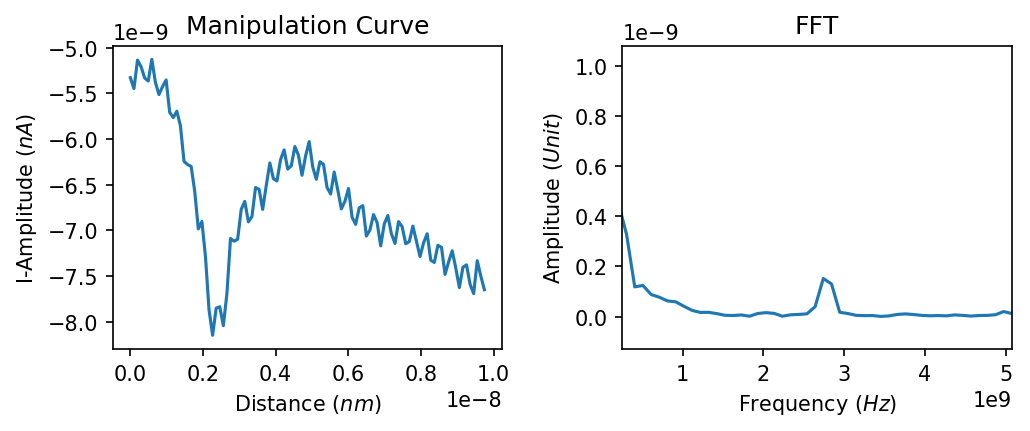 Manipulation Curve
1e−9
−5.0
−5.5
−6.0
−6.5
−7.0
−7.5
−8.0
I-Amplitude (nA)
0.0 0.2 0.4 0.6 0.8 1.0
1e−8
Distance (nm)
FFT
1e−9
1.0
0.8
0.6
0.4
0.2
0.0
Amplitude (Unit)
1 2 3 4 5
1e9
Frequency (Hz)